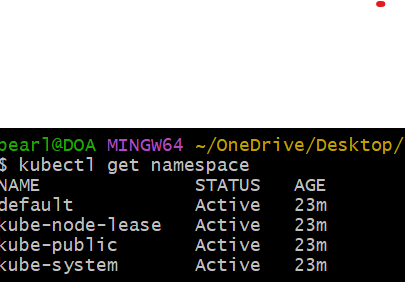 pearl@DOA MINGW64 ~/OneDrive/Desktop/
$ kubectl get namespace
NAME              STATUS   AGE
default           Active   23m
kube-node-lease   Active   23m
kube-public       Active   23m
kube-system       Active   23m